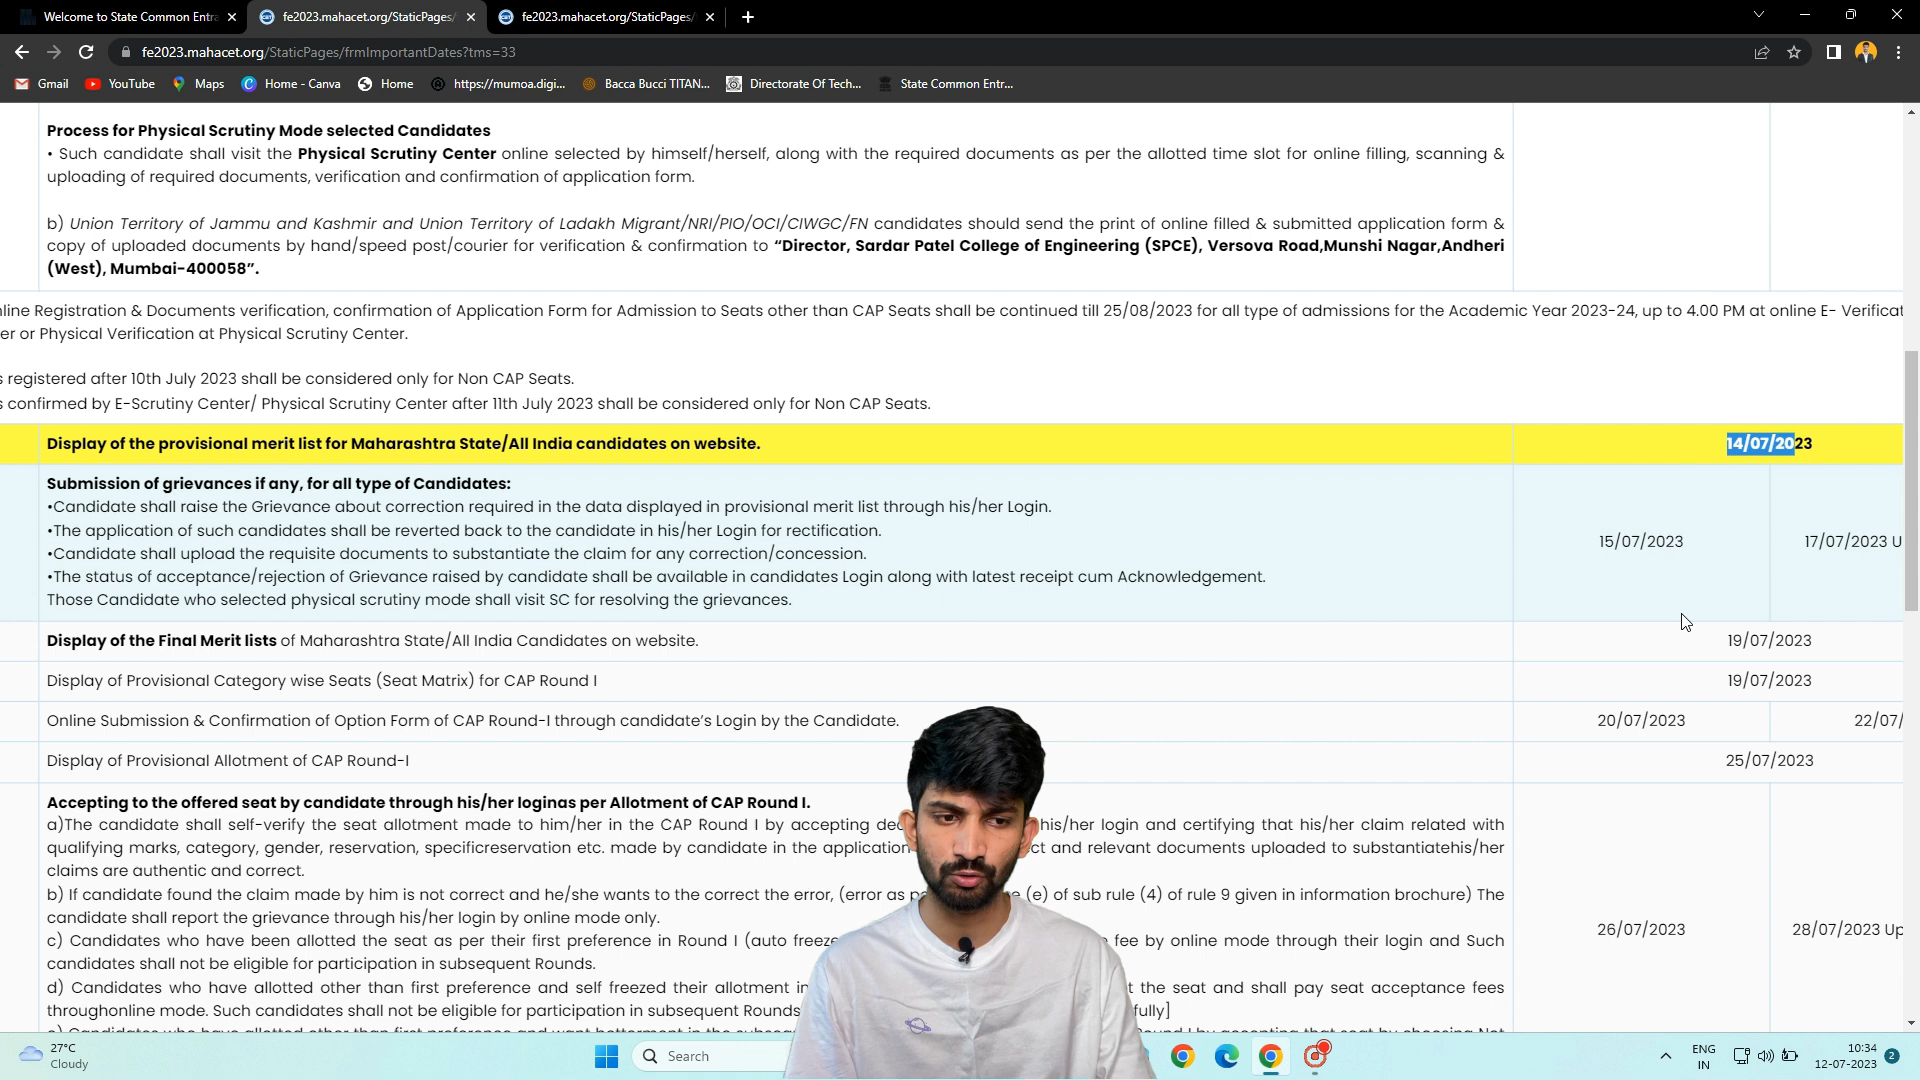 Welcome to State Common Entra
fe2023.mahacet.org/StaticPages/
fe2023.mahacet.org/StaticPages/
fe2023.mahacet.org/StaticPages/frmImportantDates?tms=33
Gmail
YouTube
Maps
Home - Canva
Home
https://mumoa.digi...
Bacca Bucci TITAN...
Directorate Of Tech...
State Common Entr...
Process for Physical Scrutiny Mode selected Candidates
• Such candidate shall visit the Physical Scrutiny Center online selected by himself/herself, along with the required documents as per the allotted time slot for online filling, scanning &
uploading of required documents, verification and confirmation of application form.
b) Union Territory of Jammu and Kashmir and Union Territory of Ladakh Migrant/NRI/PIO/OCI/CIWGC/FN candidates should send the print of online filled & submitted application form &
copy of uploaded documents by hand/speed post/courier for verification & confirmation to “Director, Sardar Patel College of Engineering (SPCE), Versova Road,Munshi Nagar,Andheri
(West), Mumbai-400058”.
line Registration & Documents verification, confirmation of Application Form for Admission to Seats other than CAP Seats shall be continued till 25/08/2023 for all type of admissions for the Academic Year 2023-24, up to 4.00 PM at online E- Verificat
er or Physical Verification at Physical Scrutiny Center.
s registered after 10th July 2023 shall be considered only for Non CAP Seats.
s confirmed by E-Scrutiny Center/ Physical Scrutiny Center after 11th July 2023 shall be considered only for Non CAP Seats.
Display of the provisional merit list for Maharashtra State/All India candidates on website.
14/07/2023
Submission of grievances if any, for all type of Candidates:
•Candidate shall raise the Grievance about correction required in the data displayed in provisional merit list through his/her Login.
•The application of such candidates shall be reverted back to the candidate in his/her Login for rectification.
•Candidate shall upload the requisite documents to substantiate the claim for any correction/concession.
•The status of acceptance/rejection of Grievance raised by candidate shall be available in candidates Login along with latest receipt cum Acknowledgement.
Those Candidate who selected physical scrutiny mode shall visit SC for resolving the grievances.
15/07/2023
17/07/2023 U
Display of the Final Merit lists of Maharashtra State/All India Candidates on website.
19/07/2023
Display of Provisional Category wise Seats (Seat Matrix) for CAP Round I
19/07/2023
Online Submission & Confirmation of Option Form of CAP Round-I through candidate’s Login by the Candidate.
20/07/2023
22/07/
Display of Provisional Allotment of CAP Round-I
25/07/2023
Accepting to the offered seat by candidate through his/her loginas per Allotment of CAP Round I.
a)The candidate shall self-verify the seat allotment made to him/her in the CAP Round I by accepting dec his/her login and certifying that his/her claim related with
qualifying marks, category, gender, reservation, specificreservation etc. made by candidate in the application ct and relevant documents uploaded to substantiatehis/her
claims are authentic and correct.
b) If candidate found the claim made by him is not correct and he/she wants to the correct the error, (error as p (e) of sub rule (4) of rule 9 given in information brochure) The
candidate shall report the grievance through his/her login by online mode only.
c) Candidates who have been allotted the seat as per their first preference in Round I (auto freeze fee by online mode through their login and Such
candidates shall not be eligible for participation in subsequent Rounds.
d) Candidates who have allotted other than first preference and self freezed their allotment in t the seat and shall pay seat acceptance fees
throughonline mode. Such candidates shall not be eligible for participation in subsequent Rounds fully]
26/07/2023
28/07/2023 Up
27°C
Cloudy
Search
ENG
IN
10:34
12-07-2023
2